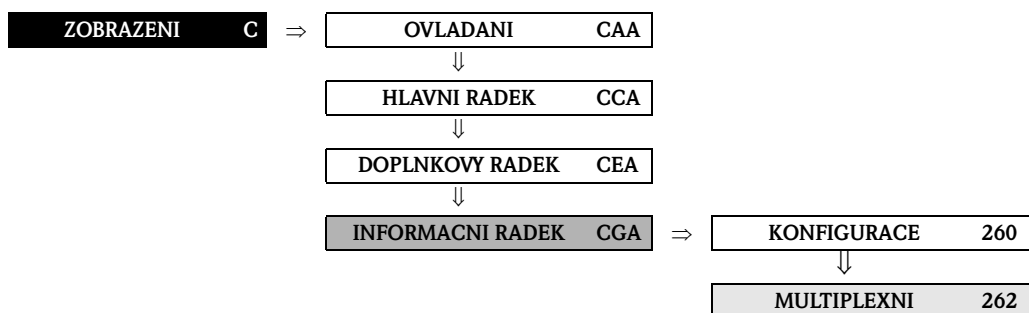 ZOBRAZENI C ⇒ OVLADANI CAA
⇓
HLAVNI RADEK CCA
⇓
DOPLNKOVY RADEK CEA
⇓
INFORMACNI RADEK CGA ⇒ KONFIGURACE 260
⇓
MULTIPLEXNI 262